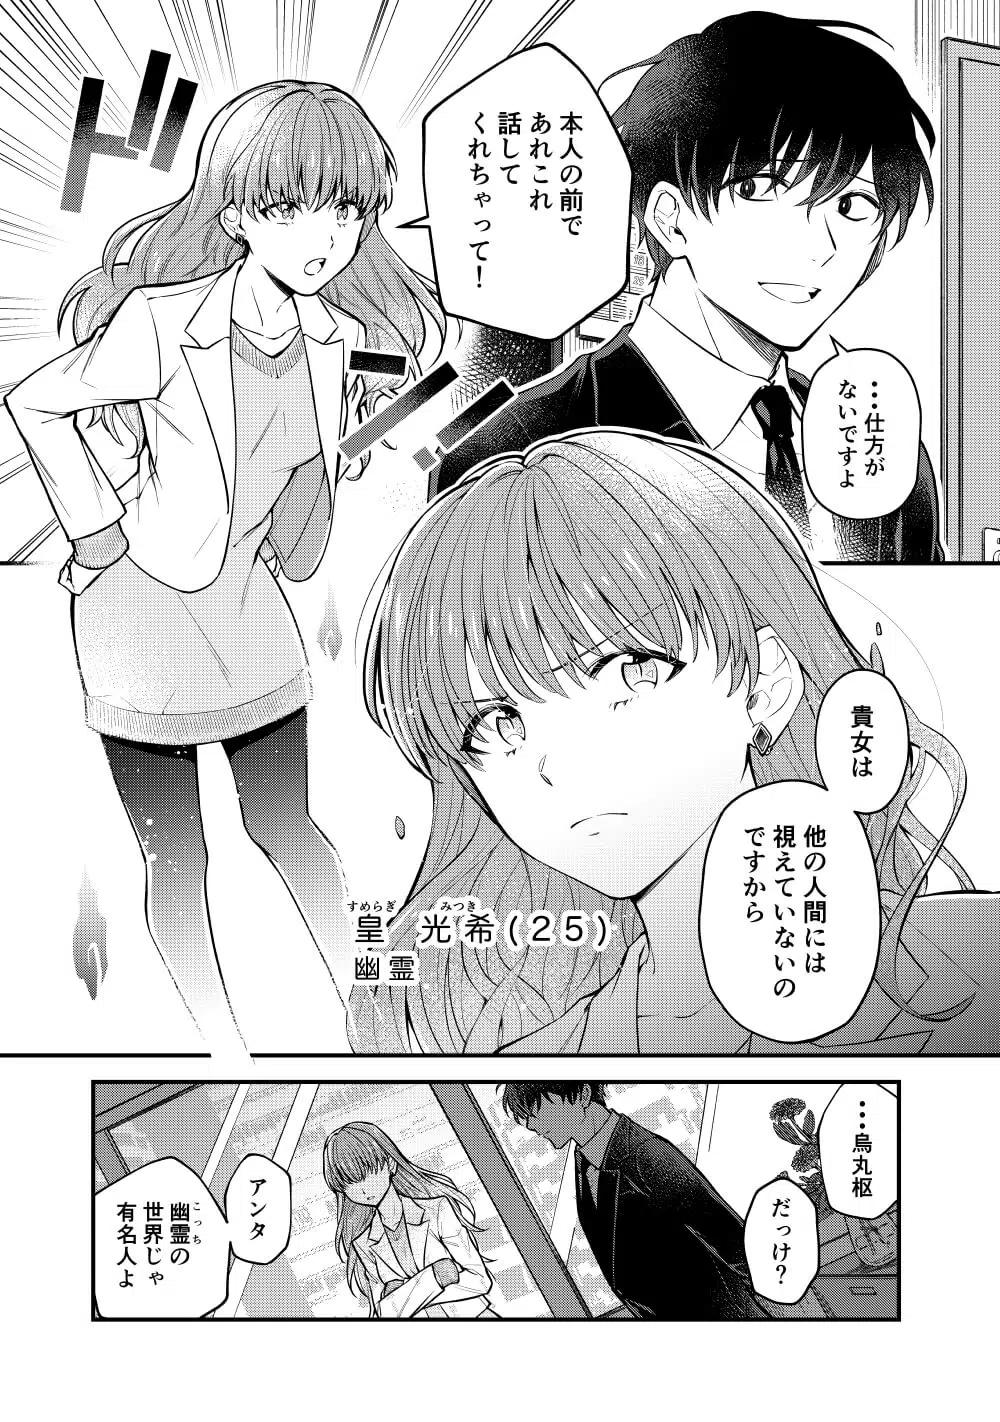 本人の前で
あれこれ
話して
くれちゃって！
ドン
・・・仕方が
ないですよ
貴女は
他の人間には
視えていないの
ですから
すめらぎ みつき
皇 光希(25)
幽霊
・・・烏丸枢
だっけ？
アンタ
こっち
幽霊の
世界じゃ
有名人よ